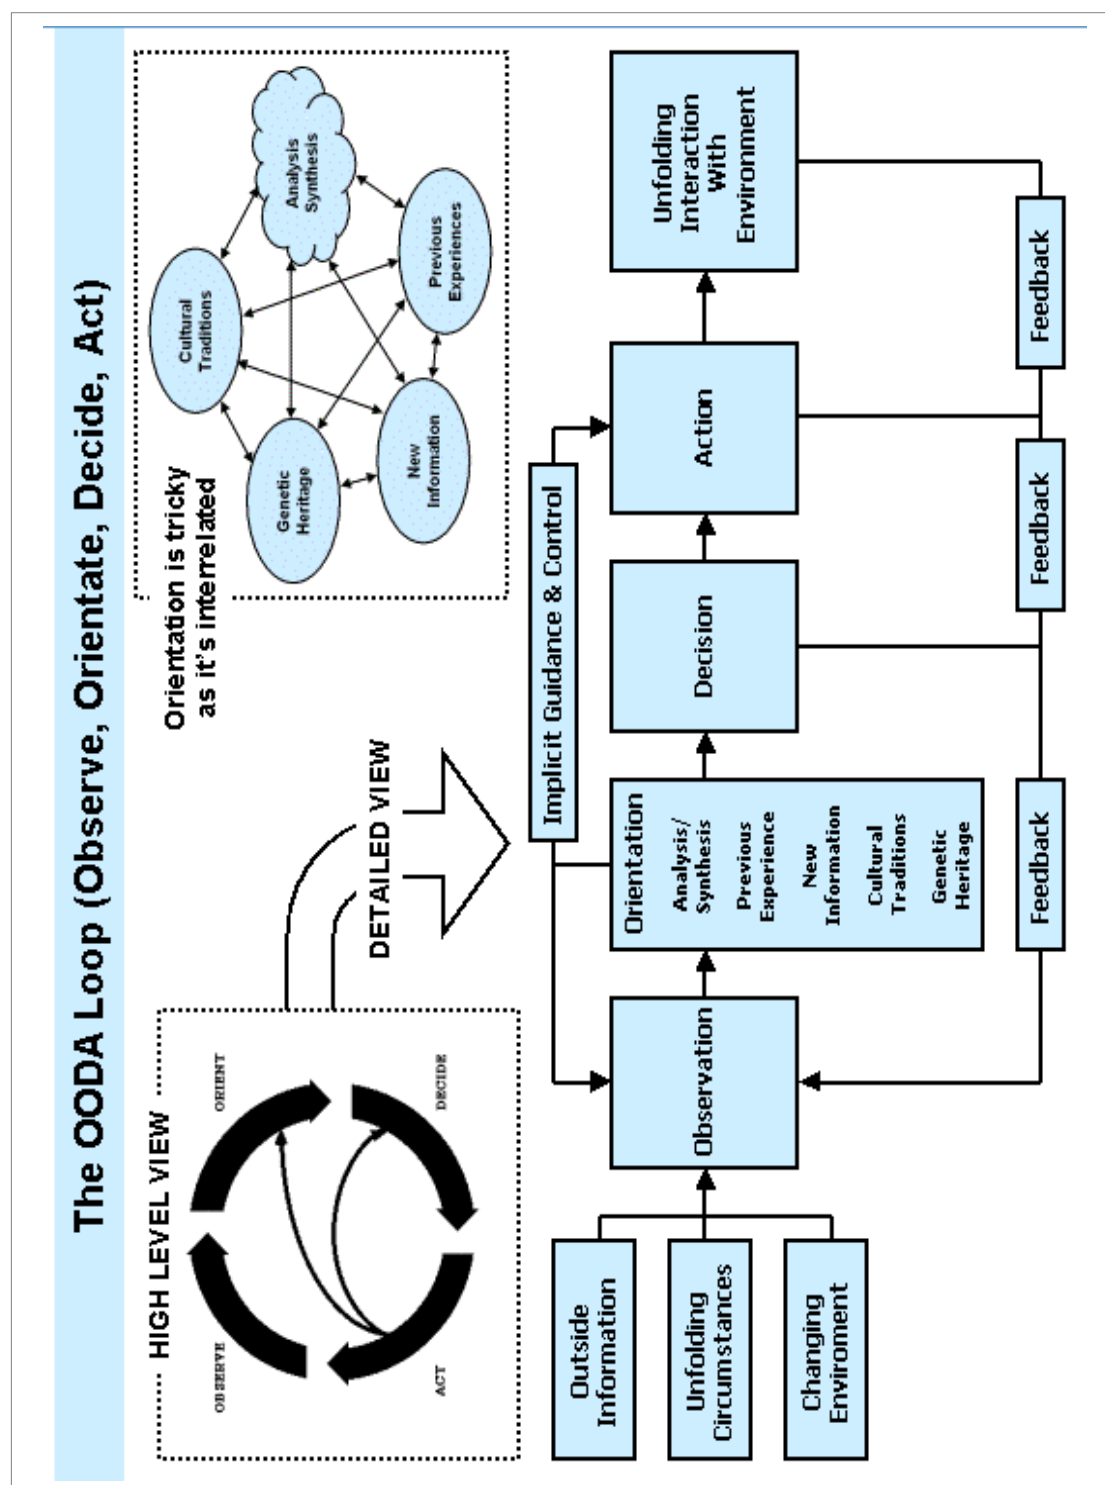 The OODA Loop (Observe, Orientate, Decide, Act)
HIGH LEVEL VIEW
OBSERVE
ORIENT
ACT
DECIDE
DETAILED VIEW
Orientation is tricky
as it's interrelated
Cultural
Traditions
Genetic
Heritage
Analysis
Synthesis
New
Information
Previous
Experiences
Implicit Guidance & Control
Outside
Information
Unfolding
Circumstances
Changing
Enviroment
Observation
Orientation
Analysis/
Synthesis
Previous
Experience
New
Information
Cultural
Traditions
Genetic
Heritage
Decision
Action
Unfolding
Interaction
With
Environment
Feedback
Feedback
Feedback